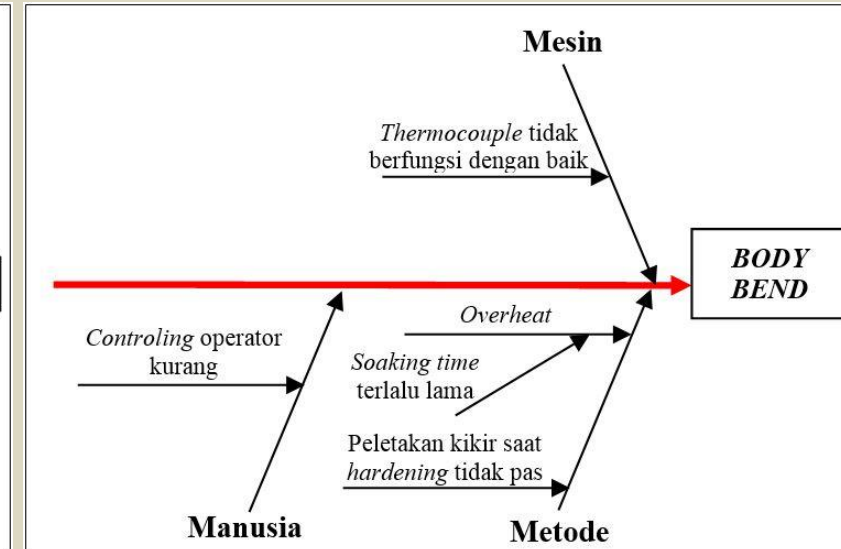 Mesin
Thermocouple tidak
berfungsi dengan baik
BODY
BEND
Overheat
Controling operator
kurang
Soaking time
terlalu lama
Peletakan kikir saat
hardening tidak pas
Manusia
Metode